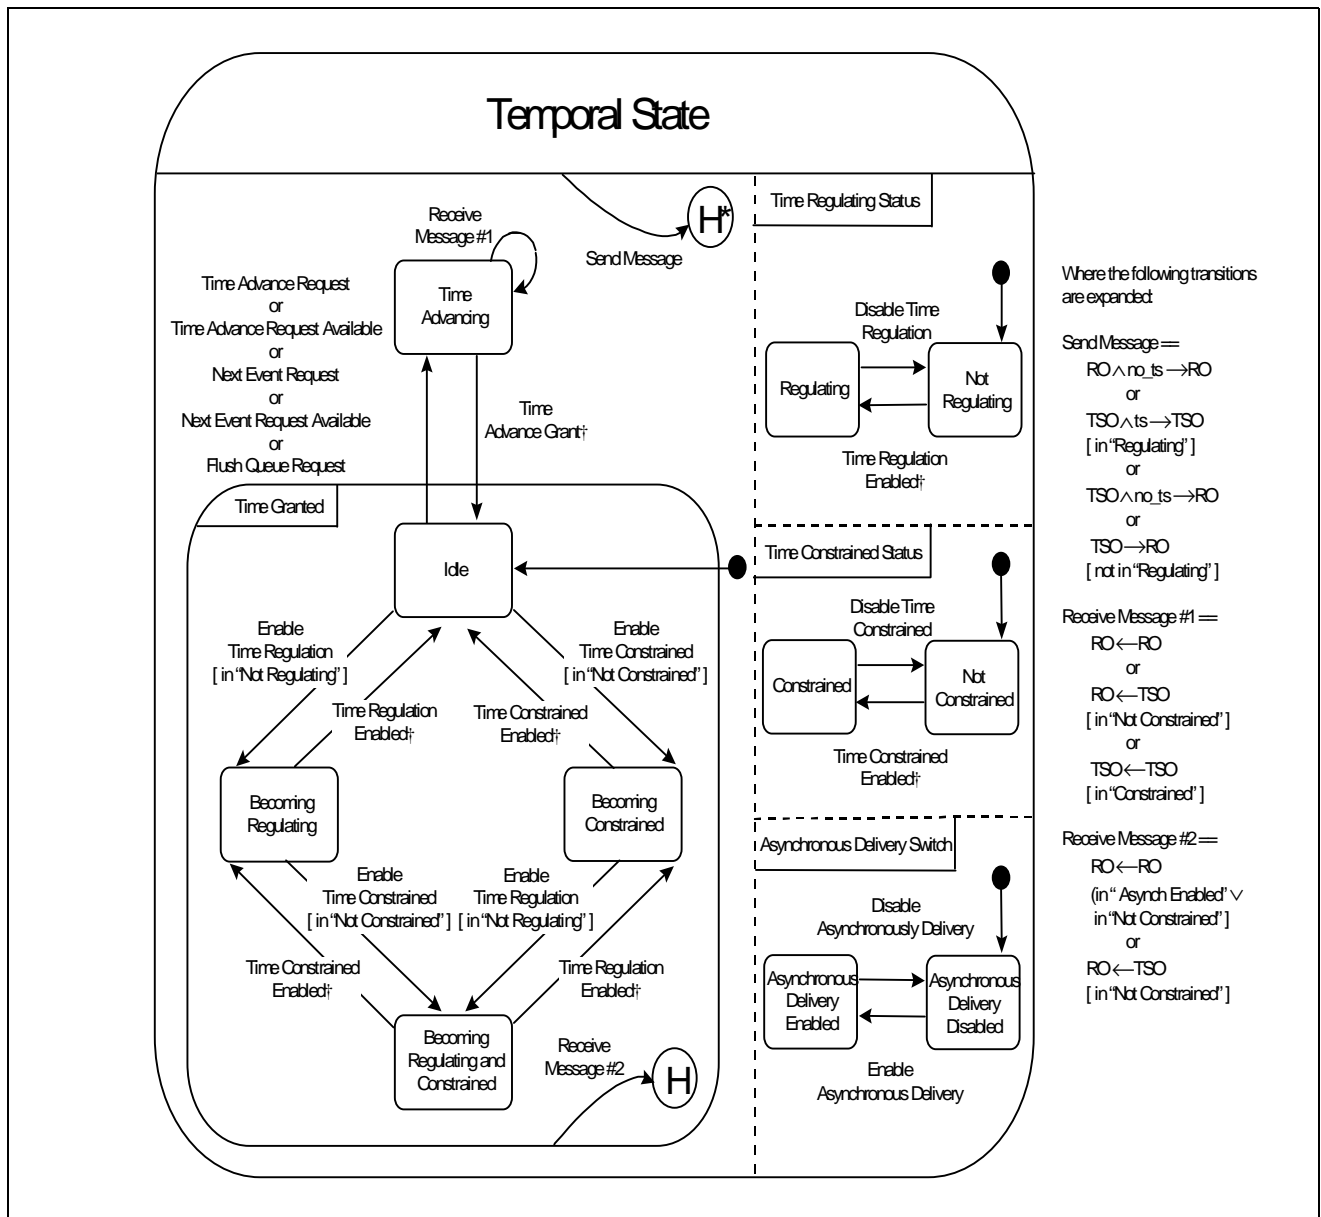 Temporal State
Receive
Message #1
H*
Send Message
Time Advance Request
or
Time Advance Request Available
or
Next Event Request
or
Next Event Request Available
or
Flush Queue Request
Time
Advancing
Time
Advance Grant†
Time Granted
Idle
Enable
Time Regulation
[ in “Not Regulating” ]
Enable
Time Constrained
[ in “Not Constrained” ]
Time Regulation
Enabled†
Time Constrained
Enabled†
Becoming
Regulating
Becoming
Constrained
Enable
Time Constrained
[ in “Not Constrained” ]
Enable
Time Regulation
[ in “Not Regulating” ]
Time Constrained
Enabled†
Time Regulation
Enabled†
Becoming
Regulating and
Constrained
Receive
Message #2
H
Time Regulating Status
Disable Time
Regulation
Regulating
Not
Regulating
Time Regulation
Enabled†
Time Constrained Status
Disable Time
Constrained
Constrained
Not
Constrained
Time Constrained
Enabled†
Asynchronous Delivery Switch
Disable
Asynchronously Delivery
Asynchronous
Delivery
Enabled
Asynchronous
Delivery
Disabled
Enable
Asynchronous Delivery
Where the following transitions
are expanded:
Send Message ==
RO ∧ no_ts → RO
or
TSO ∧ ts → TSO
[ in “Regulating” ]
or
TSO ∧ no_ts → RO
or
TSO → RO
[ not in “Regulating” ]
Receive Message #1 ==
RO ← RO
or
RO ← TSO
[ in “Not Constrained” ]
or
TSO ← TSO
[ in “Constrained” ]
Receive Message #2 ==
RO ← RO
(in “ Asynch Enabled” ∨
in “Not Constrained” ]
or
RO ← TSO
[ in “Not Constrained” ]